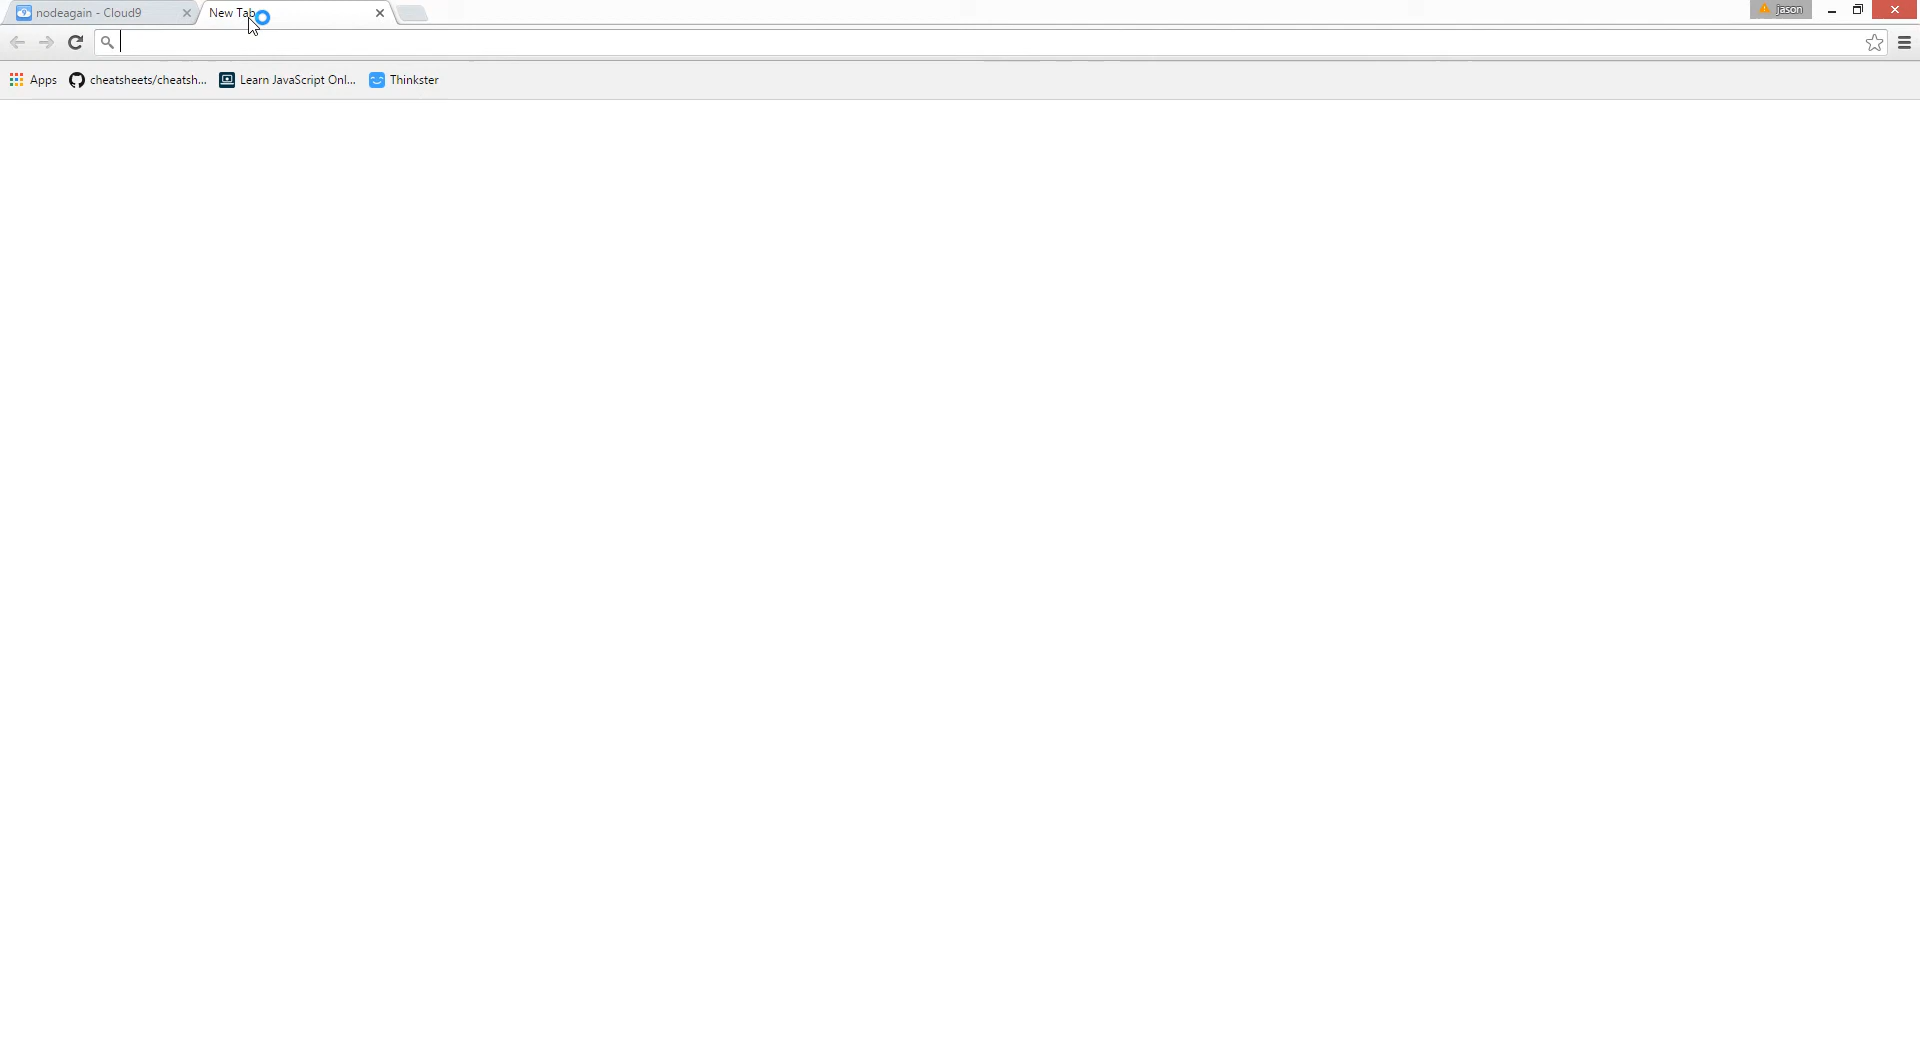 nodeagain - Cloud9
New Tab
jason
Apps
cheatsheets/cheatsh...
Learn JavaScript Onl...
Thinkster